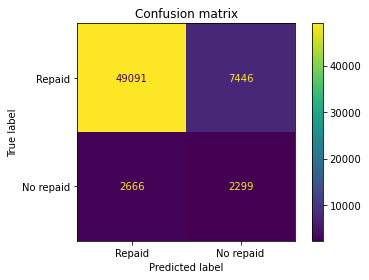 Confusion matrix
True label
Repaid
49091
7446
No repaid
2666
2299
Repaid
No repaid
Predicted label
40000
30000
20000
10000